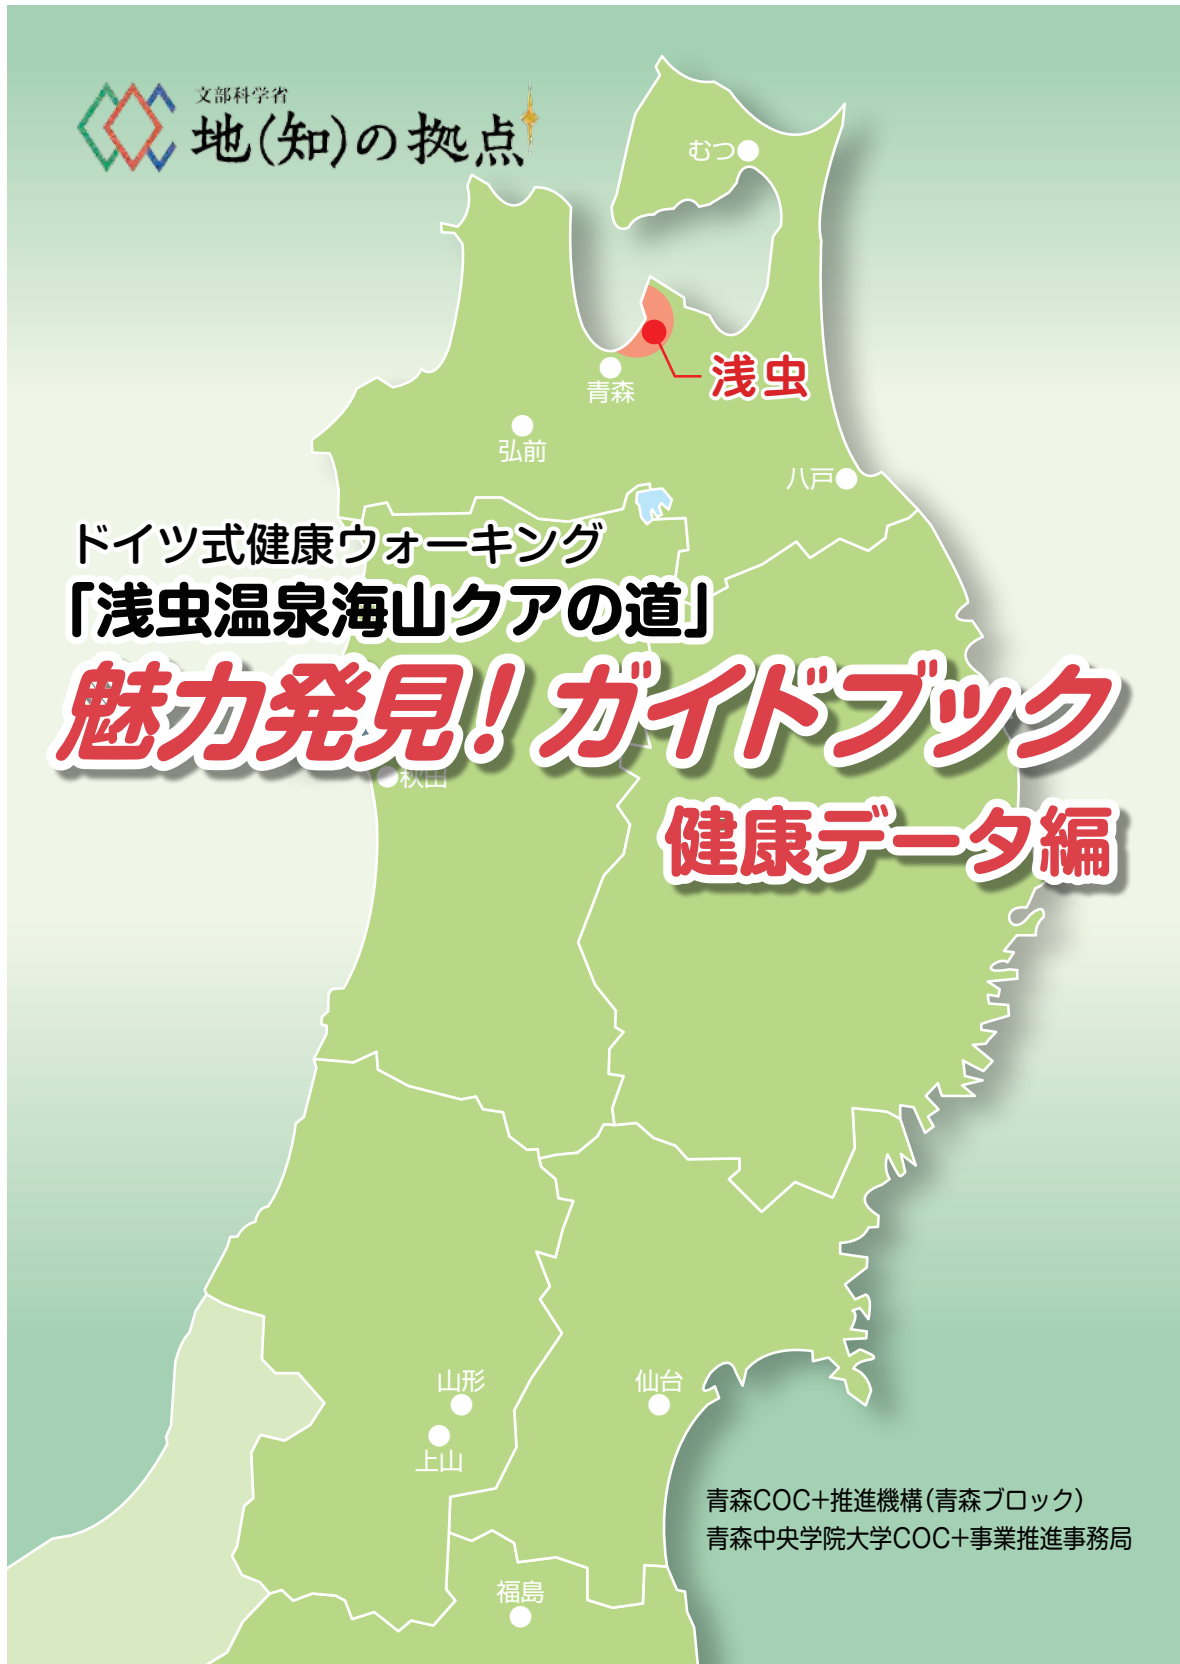 文部科学省
地(知)の拠点
むつ
浅虫
青森
弘前
八戸
ドイツ式健康ウォーキング
「浅虫温泉海山クアの道」
魅力発見！ガイドブック
秋田
健康データ編
山形
仙台
上山
青森COC+推進機構(青森ブロック)
青森中央学院大学COC+事業推進事務局
福島